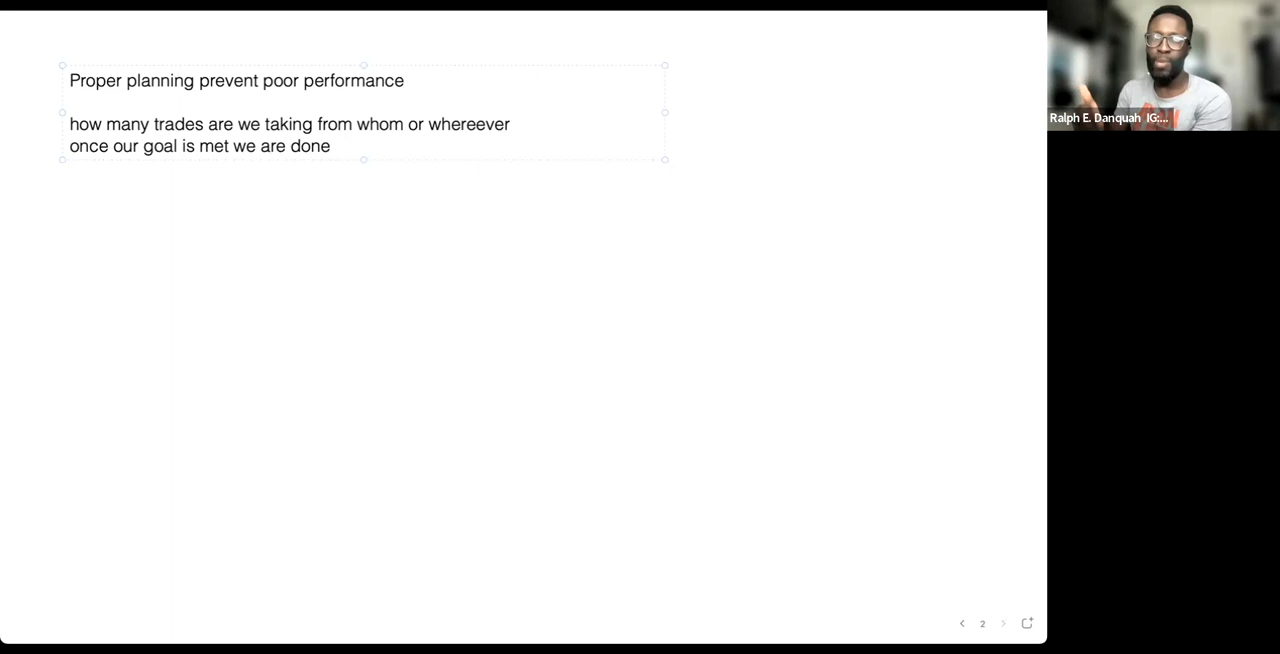 Proper planning prevent poor performance
how many trades are we taking from whom or whereever
once our goal is met we are done
Ralph E. Danquah IG:...
2